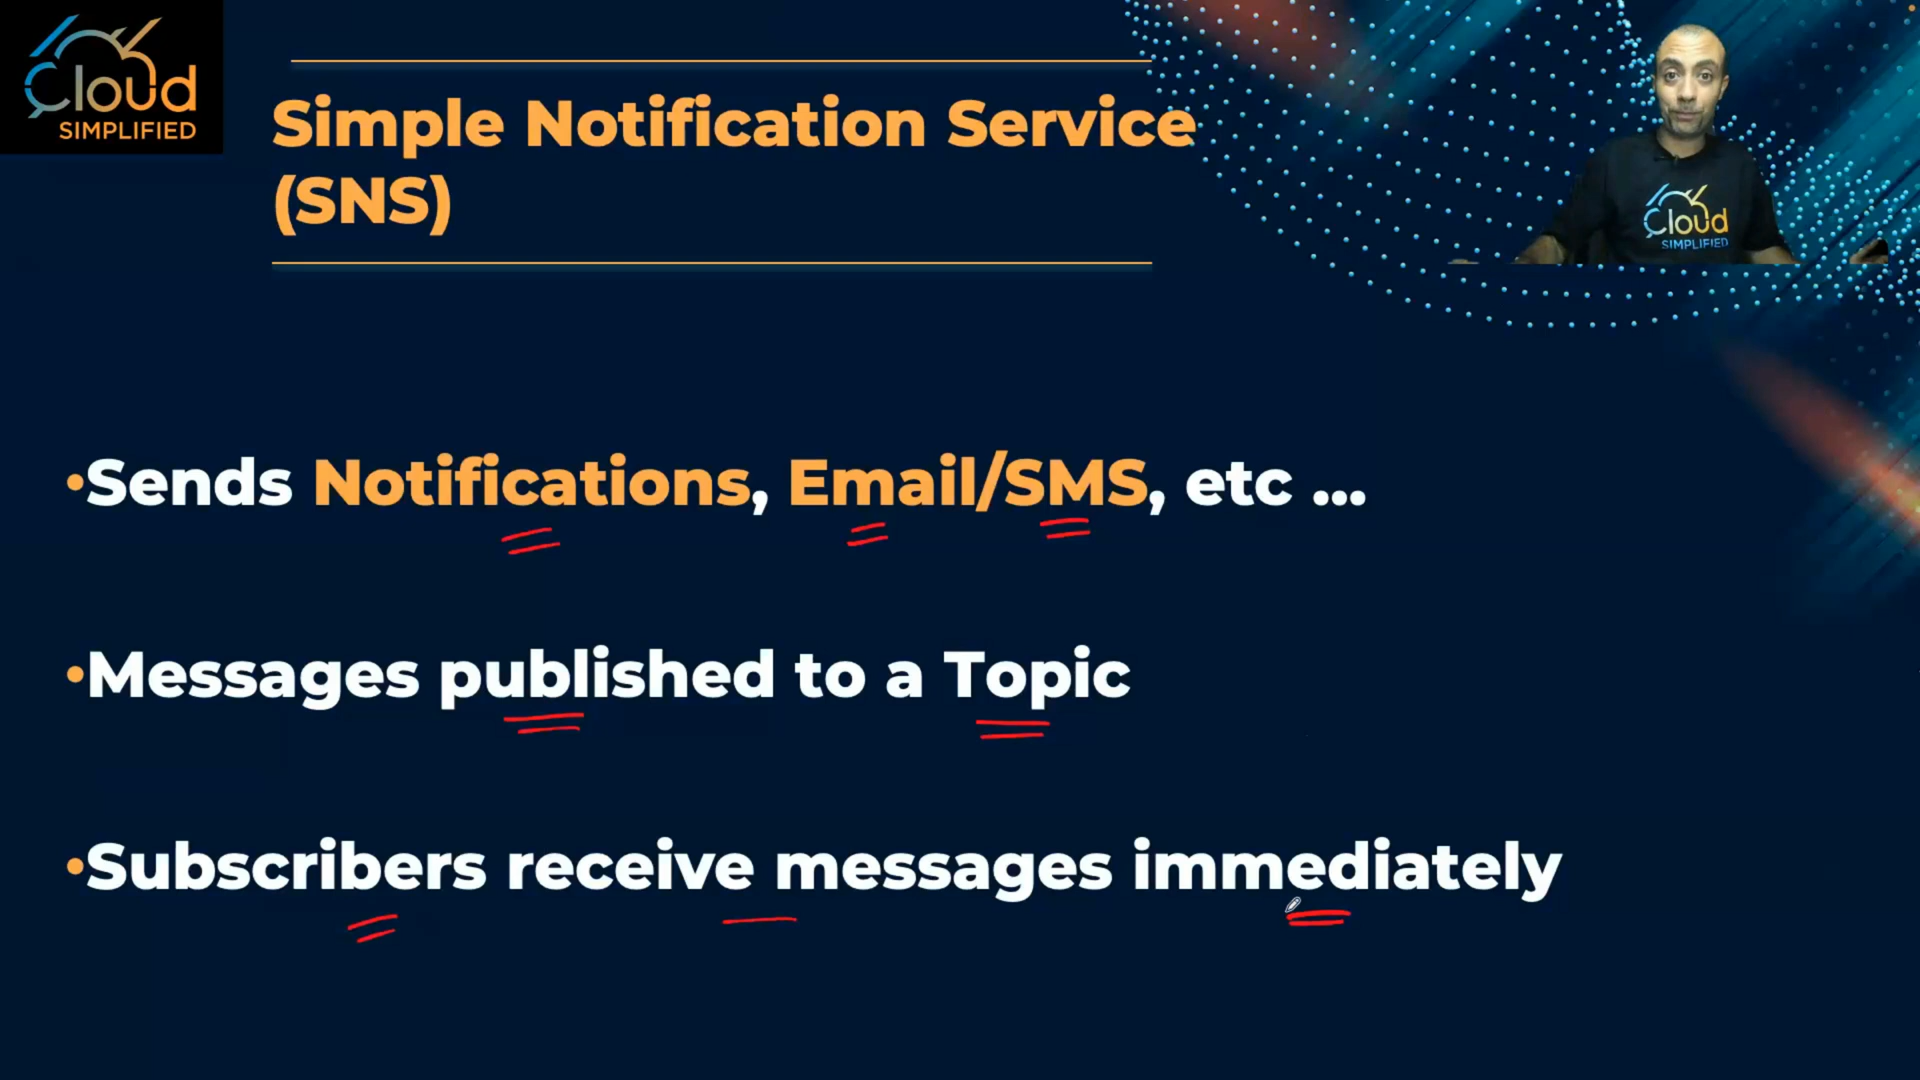 Cloud
SIMPLIFIED
Simple Notification Service
(SNS)
Cloud
SIMPLIFIED
•Sends Notifications, Email/SMS, etc ...
•Messages published to a Topic
•Subscribers receive messages immediately